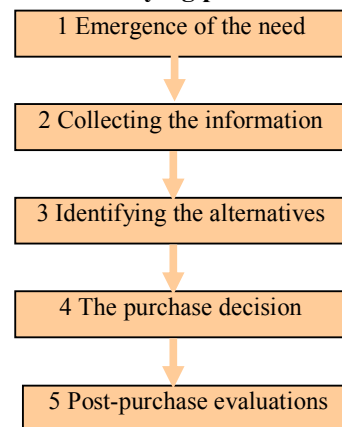 1 Emergence of the need
2 Collecting the information
3 Identifying the alternatives
4 The purchase decision
5 Post-purchase evaluations